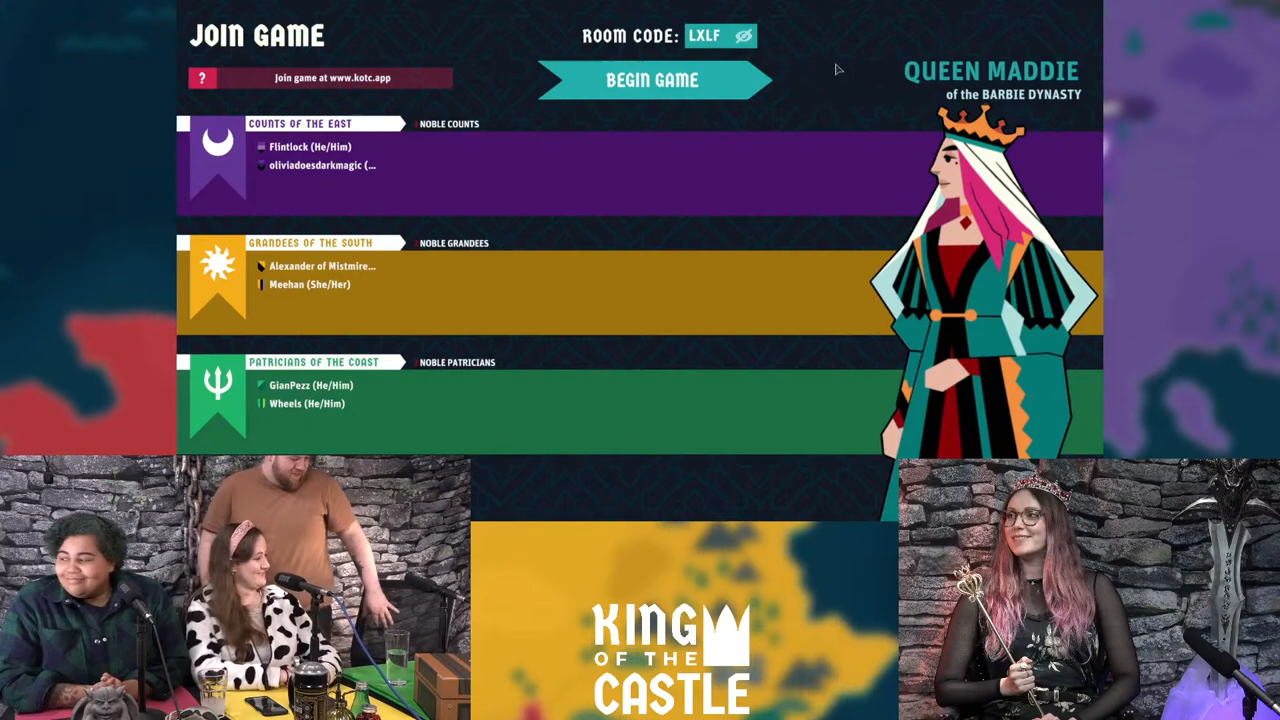 JOIN GAME
ROOM CODE: LXLF
? Join game at www.kotc.app
BEGIN GAME
QUEEN MADDIE
of the BARBIE DYNASTY
COUNTS OF THE EAST
NOBLE COUNTS
Flintlock (He/Him)
oliviadoesdarkmagic (...
GRANDEES OF THE SOUTH
NOBLE GRANDEES
Alexander of Mistmire...
Meehan (She/Her)
PATRICIANS OF THE COAST
NOBLE PATRICIANS
GianPezz (He/Him)
Wheels (He/Him)
KING
OF THE
CASTLE